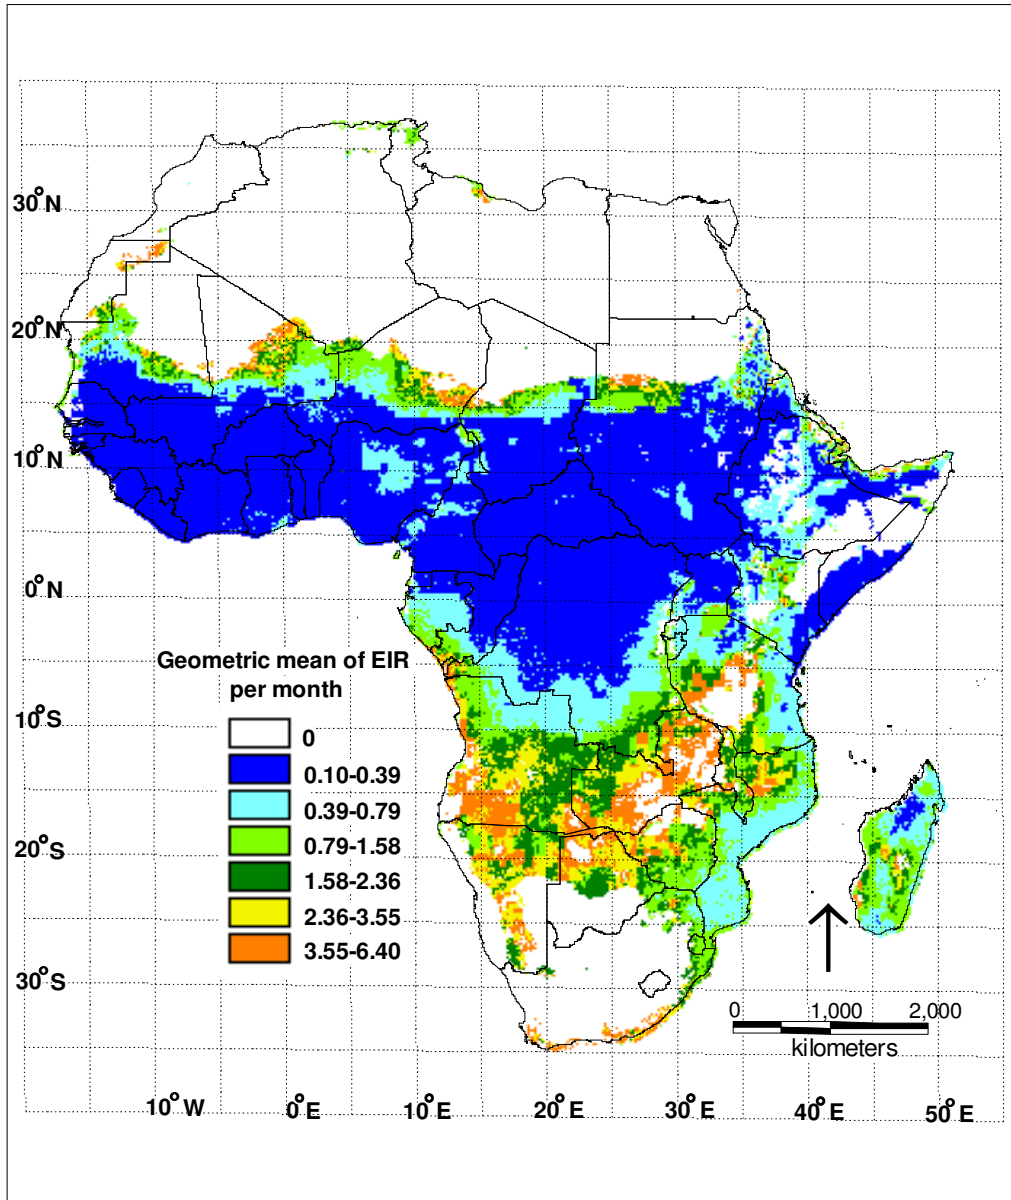 30°N
20°N
10°N
0°N
Geometric mean of EIR
per month
0
0.10-0.39
0.39-0.79
0.79-1.58
1.58-2.36
2.36-3.55
3.55-6.40
10°S
20°S
30°S
0 1,000 2,000
kilometers
10°W 0°E 10°E 20°E 30°E 40°E 50°E